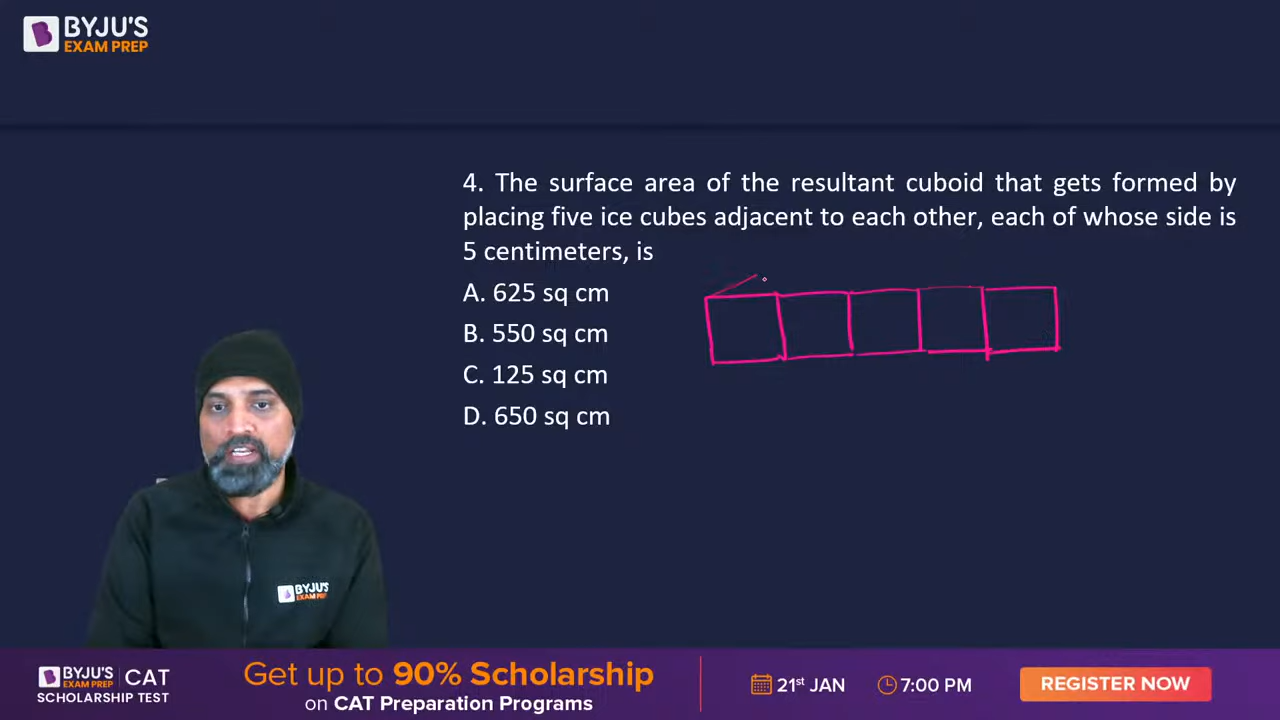 BYJU'S
EXAM PREP
4. The surface area of the resultant cuboid that gets formed by
placing five ice cubes adjacent to each other, each of whose side is
5 centimeters, is
A. 625 sq cm
B. 550 sq cm
C. 125 sq cm
D. 650 sq cm
BYJU'S
EXAM PREP
BYJU'S EXAM PREP | CAT
SCHOLARSHIP TEST
Get up to 90% Scholarship
on CAT Preparation Programs
21st JAN
7:00 PM
REGISTER NOW